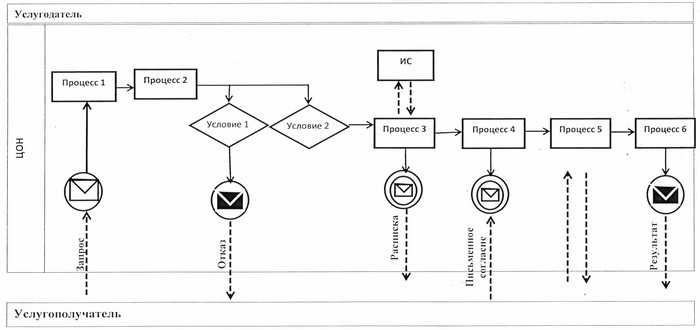 Услугодатель
ЦОН
ИС
Процесс 1
Процесс 2
Условие 1
Условие 2
Процесс 3
Процесс 4
Процесс 5
Процесс 6
Запрос
Отказ
Расписка
Письменное
согласие
Результат
Услугополучатель